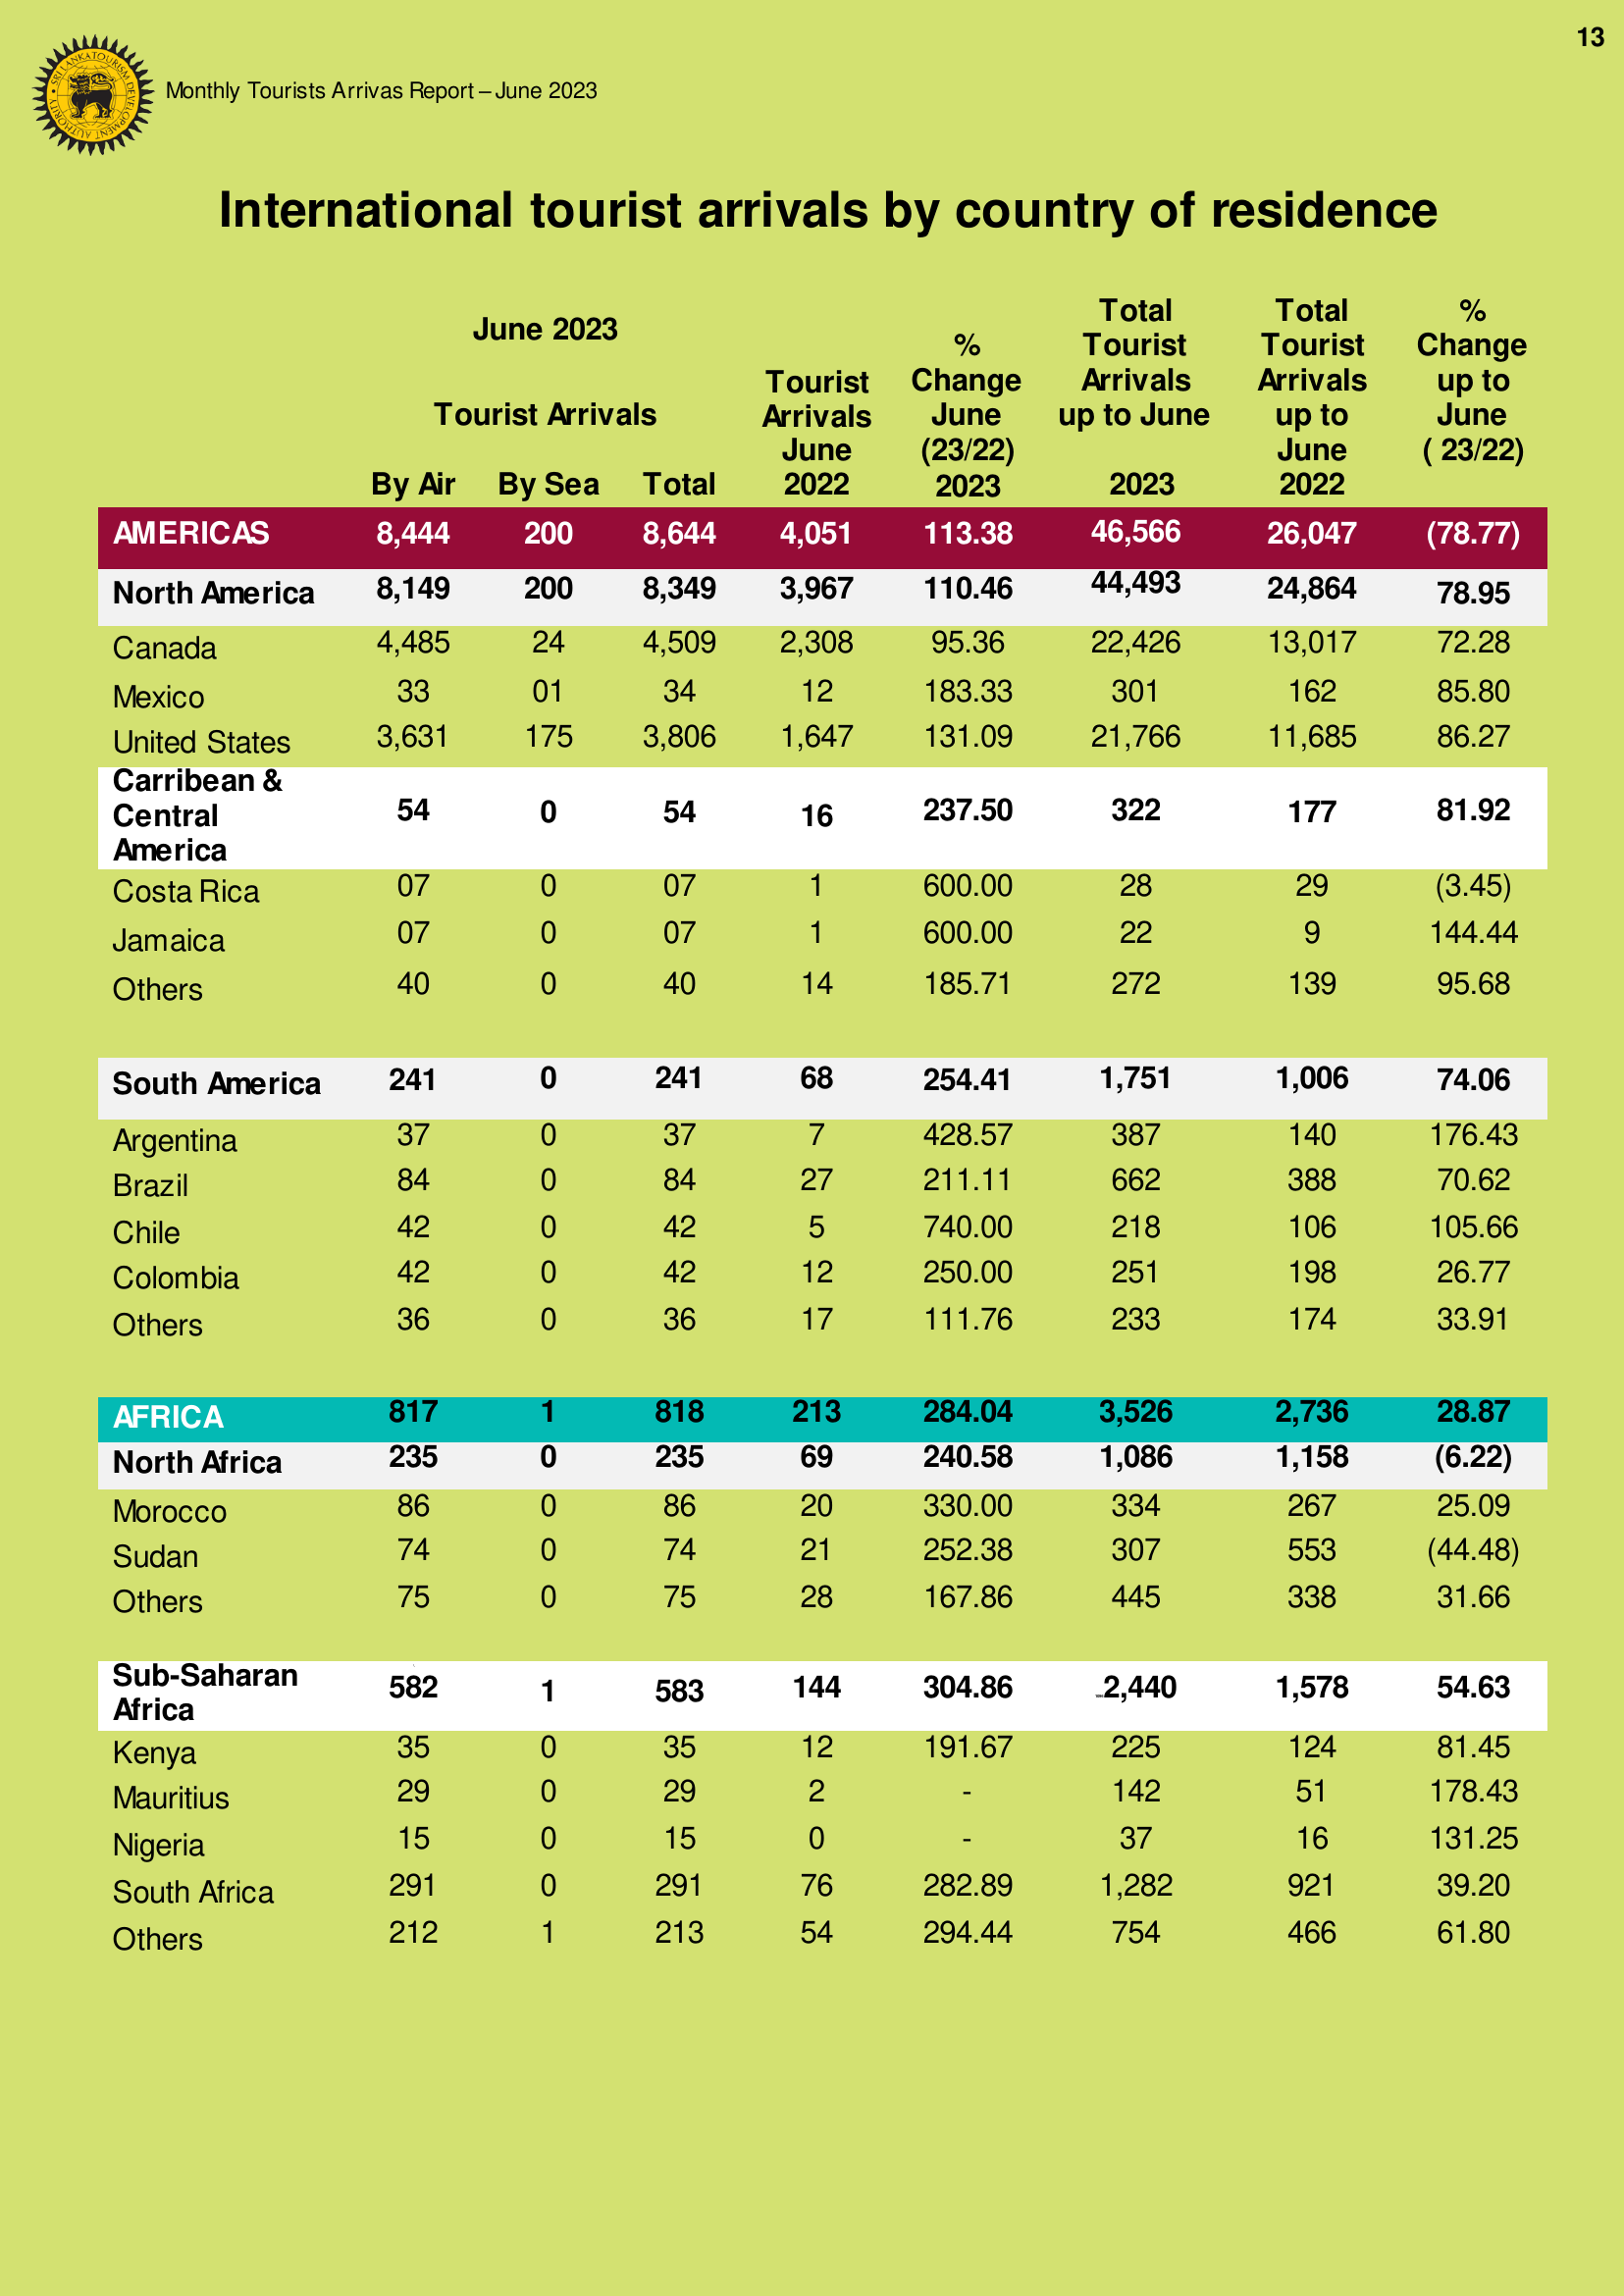 13
SRI LANKA TOURISM DEVELOPMENT AUTHORITY
Monthly Tourists Arrivas Report – June 2023
International tourist arrivals by country of residence
June 2023
Tourist Arrivals
By Air By Sea Total
Tourist
Arrivals
June
2022
%
Change
June
(23/22)
2023
Total
Tourist
Arrivals
up to June
2023
Total
Tourist
Arrivals
up to
June
2022
%
Change
up to
June
( 23/22)
AMERICAS 8,444 200 8,644 4,051 113.38 46,566 26,047 (78.77)
North America 8,149 200 8,349 3,967 110.46 44,493 24,864 78.95
Canada 4,485 24 4,509 2,308 95.36 22,426 13,017 72.28
Mexico 33 01 34 12 183.33 301 162 85.80
United States 3,631 175 3,806 1,647 131.09 21,766 11,685 86.27
Carribean &
Central
America
54 0 54 16 237.50 322 177 81.92
Costa Rica 07 0 07 1 600.00 28 29 (3.45)
Jamaica 07 0 07 1 600.00 22 9 144.44
Others 40 0 40 14 185.71 272 139 95.68
South America 241 0 241 68 254.41 1,751 1,006 74.06
Argentina 37 0 37 7 428.57 387 140 176.43
Brazil 84 0 84 27 211.11 662 388 70.62
Chile 42 0 42 5 740.00 218 106 105.66
Colombia 42 0 42 12 250.00 251 198 26.77
Others 36 0 36 17 111.76 233 174 33.91
AFRICA 817 1 818 213 284.04 3,526 2,736 28.87
North Africa 235 0 235 69 240.58 1,086 1,158 (6.22)
Morocco 86 0 86 20 330.00 334 267 25.09
Sudan 74 0 74 21 252.38 307 553 (44.48)
Others 75 0 75 28 167.86 445 338 31.66
Sub-Saharan
Africa
582 1 583 144 304.86 2,440 1,578 54.63
Kenya 35 0 35 12 191.67 225 124 81.45
Mauritius 29 0 29 2 - 142 51 178.43
Nigeria 15 0 15 0 - 37 16 131.25
South Africa 291 0 291 76 282.89 1,282 921 39.20
Others 212 1 213 54 294.44 754 466 61.80